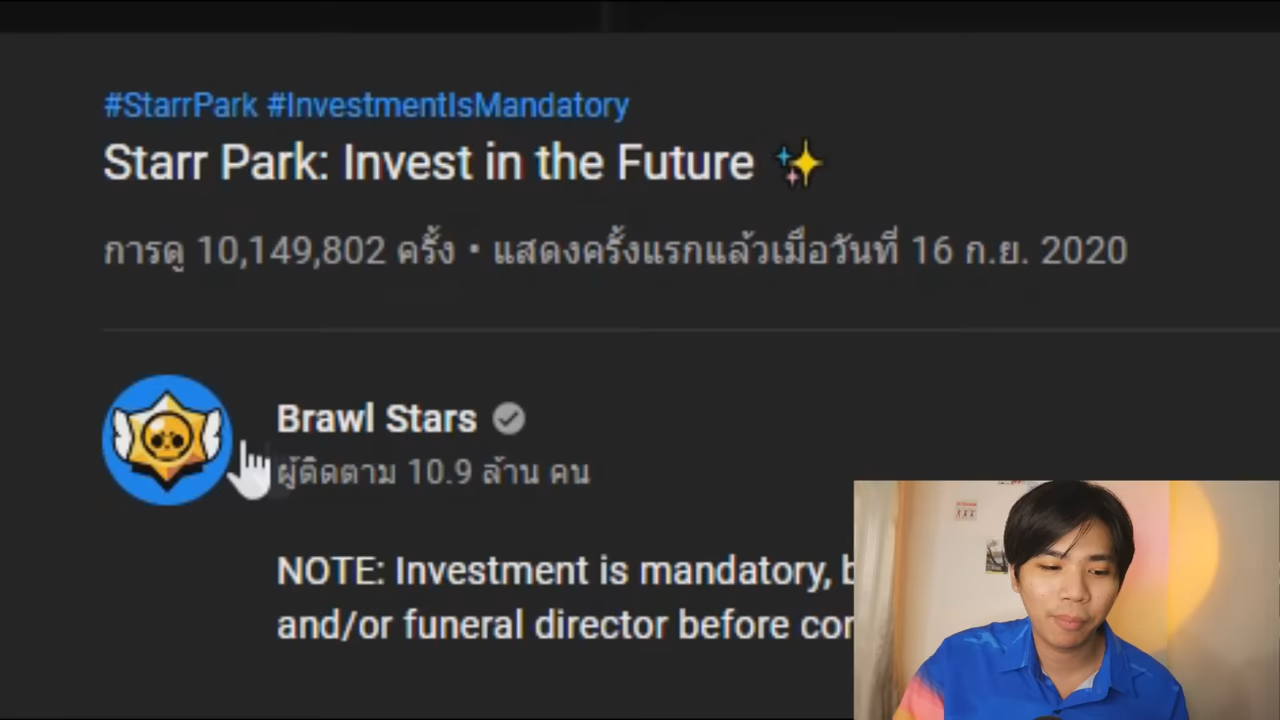 #StarrPark #InvestmentIsMandatory
Starr Park: Invest in the Future ✨
การดู 10,149,802 ครั้ง • แสดงครั้งแรกแล้วเมื่อวันที่ 16 ก.ย. 2020
Brawl Stars
ผู้ติดตาม 10.9 ล้าน คน
NOTE: Investment is mandatory, b
and/or funeral director before cor